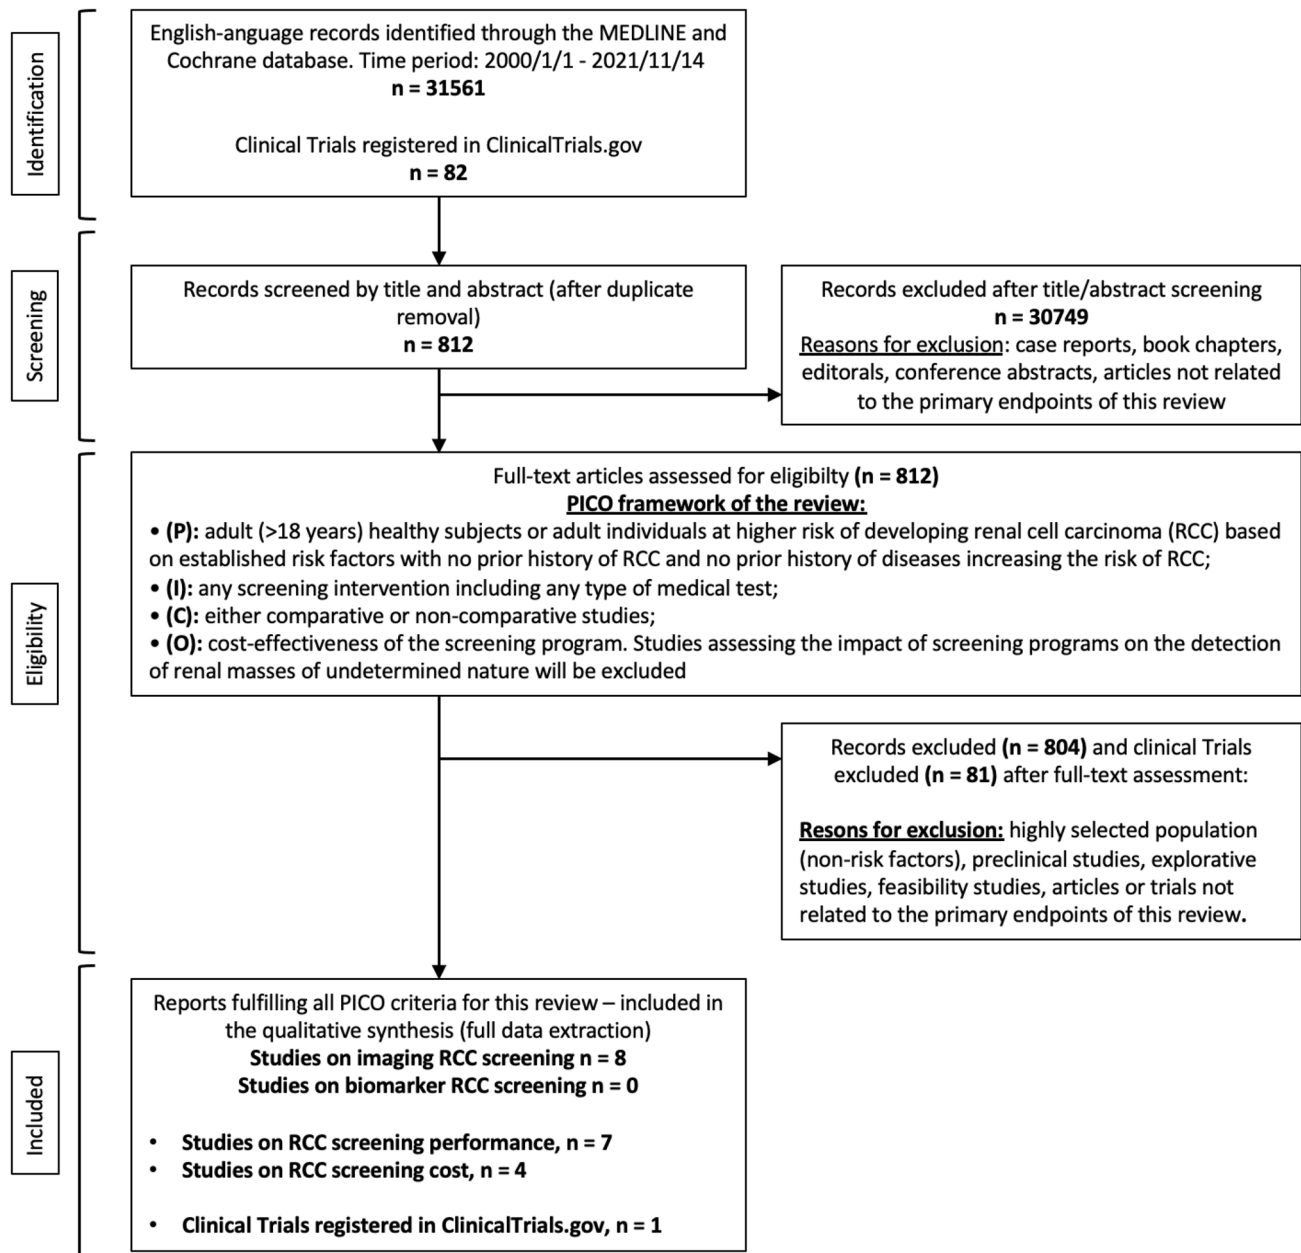 Identification
English-anguage records identified through the MEDLINE and
Cochrane database. Time period: 2000/1/1 - 2021/11/14
n = 31561
Clinical Trials registered in ClinicalTrials.gov
n = 82
Screening
Records screened by title and abstract (after duplicate
removal)
n = 812
Records excluded after title/abstract screening
n = 30749
Reasons for exclusion: case reports, book chapters,
editorals, conference abstracts, articles not related
to the primary endpoints of this review
Eligibility
Full-text articles assessed for eligibilty (n = 812)
PICO framework of the review:
• (P): adult (>18 years) healthy subjects or adult individuals at higher risk of developing renal cell carcinoma (RCC) based
on established risk factors with no prior history of RCC and no prior history of diseases increasing the risk of RCC;
• (I): any screening intervention including any type of medical test;
• (C): either comparative or non-comparative studies;
• (O): cost-effectiveness of the screening program. Studies assessing the impact of screening programs on the detection
of renal masses of undetermined nature will be excluded
Records excluded (n = 804) and clinical Trials
excluded (n = 81) after full-text assessment:
Resons for exclusion: highly selected population
(non-risk factors), preclinical studies, explorative
studies, feasibility studies, articles or trials not
related to the primary endpoints of this review.
Included
Reports fulfilling all PICO criteria for this review – included in
the qualitative synthesis (full data extraction)
Studies on imaging RCC screening n = 8
Studies on biomarker RCC screening n = 0
• Studies on RCC screening performance, n = 7
• Studies on RCC screening cost, n = 4
• Clinical Trials registered in ClinicalTrials.gov, n = 1